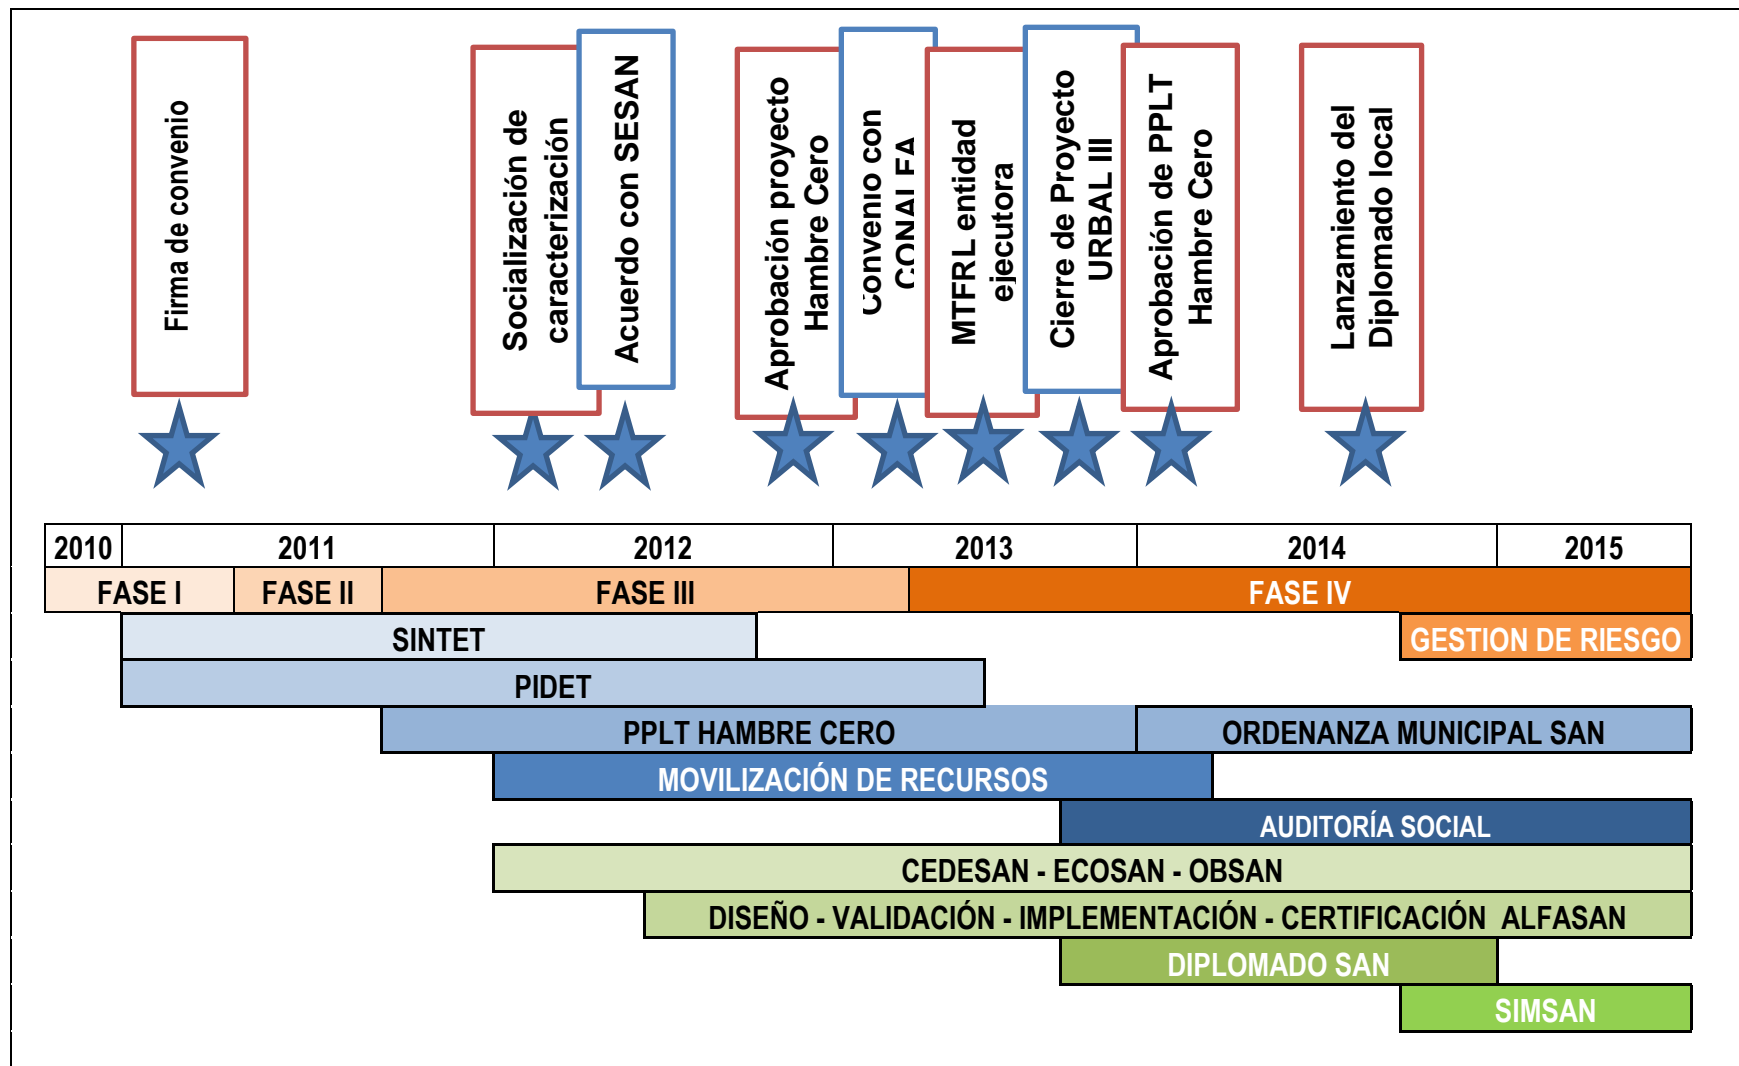 Firma de convenio
Socialización de
caracterización
Acuerdo con SESAN
Aprobación proyecto
Hambre Cero
Convenio con
CONALFA
MTFRL entidad
ejecutora
Cierre de Proyecto
URBAL III
Aprobación de PPLT
Hambre Cero
Lanzamiento del
Diplomado local
2010 2011 2012 2013 2014 2015
FASE I FASE II FASE III FASE IV
SINTET GESTION DE RIESGO
PIDET
PPLT HAMBRE CERO ORDENANZA MUNICIPAL SAN
MOVILIZACIÓN DE RECURSOS
AUDITORÍA SOCIAL
CEDESAN - ECOSAN - OBSAN
DISEÑO - VALIDACIÓN - IMPLEMENTACIÓN - CERTIFICACIÓN ALFASAN
DIPLOMADO SAN
SIMSAN